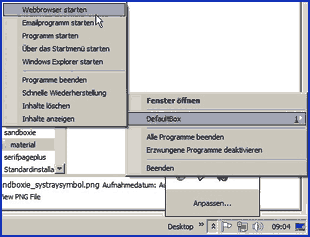 Webbrowser starten
Emailprogramm starten
Programm starten
Über das Startmenü starten
Windows Explorer starten
Programme beenden
Schnelle Wiederherstellung
Inhalte löschen
Inhalte anzeigen
Fenster öffnen
DefaultBox
Alle Programme beenden
Erzwungene Programme deaktivieren
Beenden
sandboxie
material
serifpageplus
Standardinstalla
ndboxie_systraysymbol.png Aufnahmedatum: Au
iew PNG File
Anpassen...
Desktop »
09:04